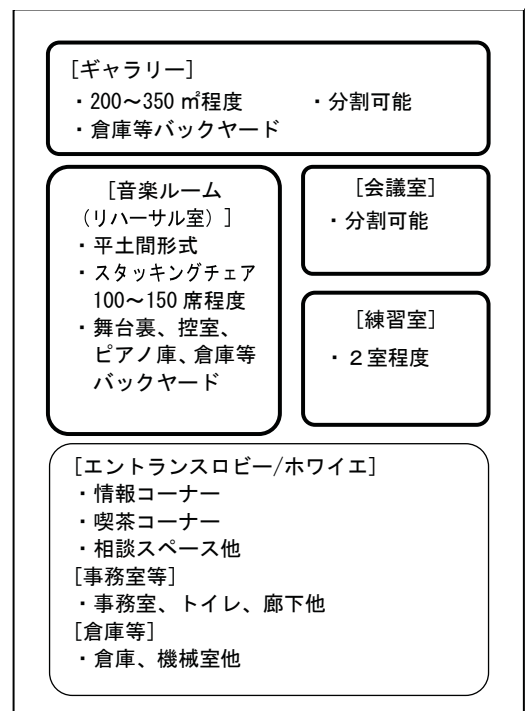 [ギャラリー]
・200～350 ㎡程度　　・分割可能
・倉庫等バックヤード
[音楽ルーム
（リハーサル室）]
・平土間形式
・スタッキングチェア
100～150 席程度
・舞台裏、控室、
ピアノ庫、倉庫等
バックヤード
[会議室]
・分割可能
[練習室]
・２室程度
[エントランスロビー/ホワイエ]
・情報コーナー
・喫茶コーナー
・相談スペース他
[事務室等]
・事務室、トイレ、廊下他
[倉庫等]
・倉庫、機械室他